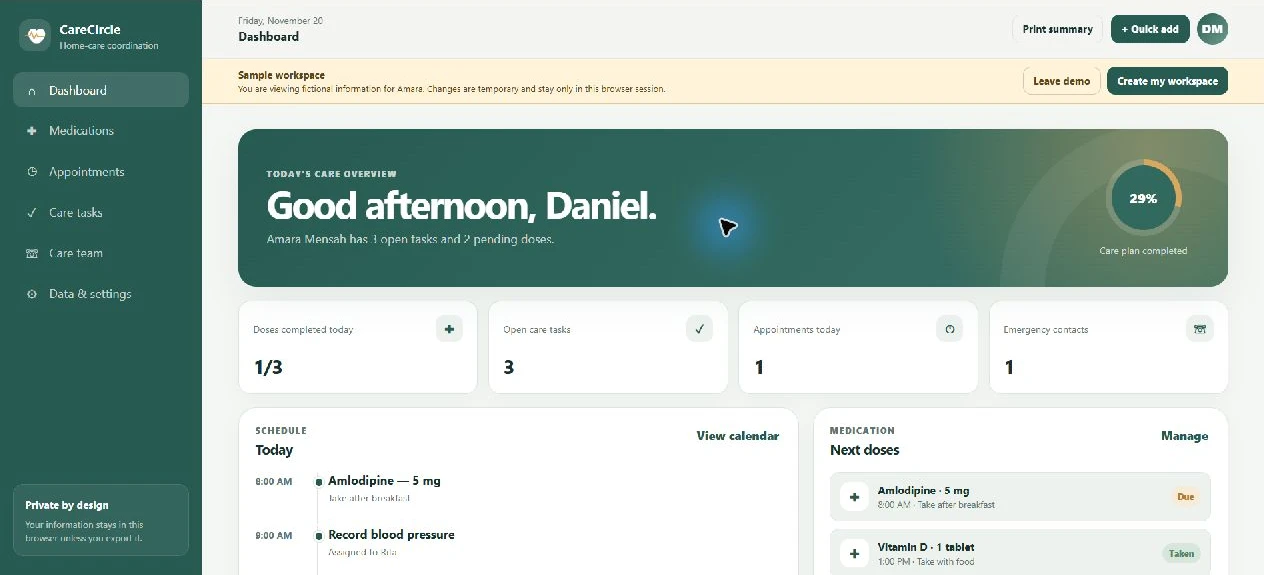 CareCircle
Home-care coordination
Dashboard
Medications
Appointments
Care tasks
Care team
Data & settings
Private by design
Your information stays in this
browser unless you export it.
Friday, November 20
Dashboard
Print summary
+ Quick add
DM
Sample workspace
You are viewing fictional information for Amara. Changes are temporary and stay only in this browser session.
Leave demo
Create my workspace
TODAY'S CARE OVERVIEW
Good afternoon, Daniel.
Amara Mensah has 3 open tasks and 2 pending doses.
29%
Care plan completed
Doses completed today
1/3
Open care tasks
3
Appointments today
1
Emergency contacts
1
SCHEDULE
Today
View calendar
8:00 AM
Amlodipine — 5 mg
Take after breakfast
9:00 AM
Record blood pressure
Assigned to Rita
MEDICATION
Next doses
Manage
Amlodipine · 5 mg
8:00 AM · Take after breakfast
Due
Vitamin D · 1 tablet
1:00 PM · Take with food
Taken